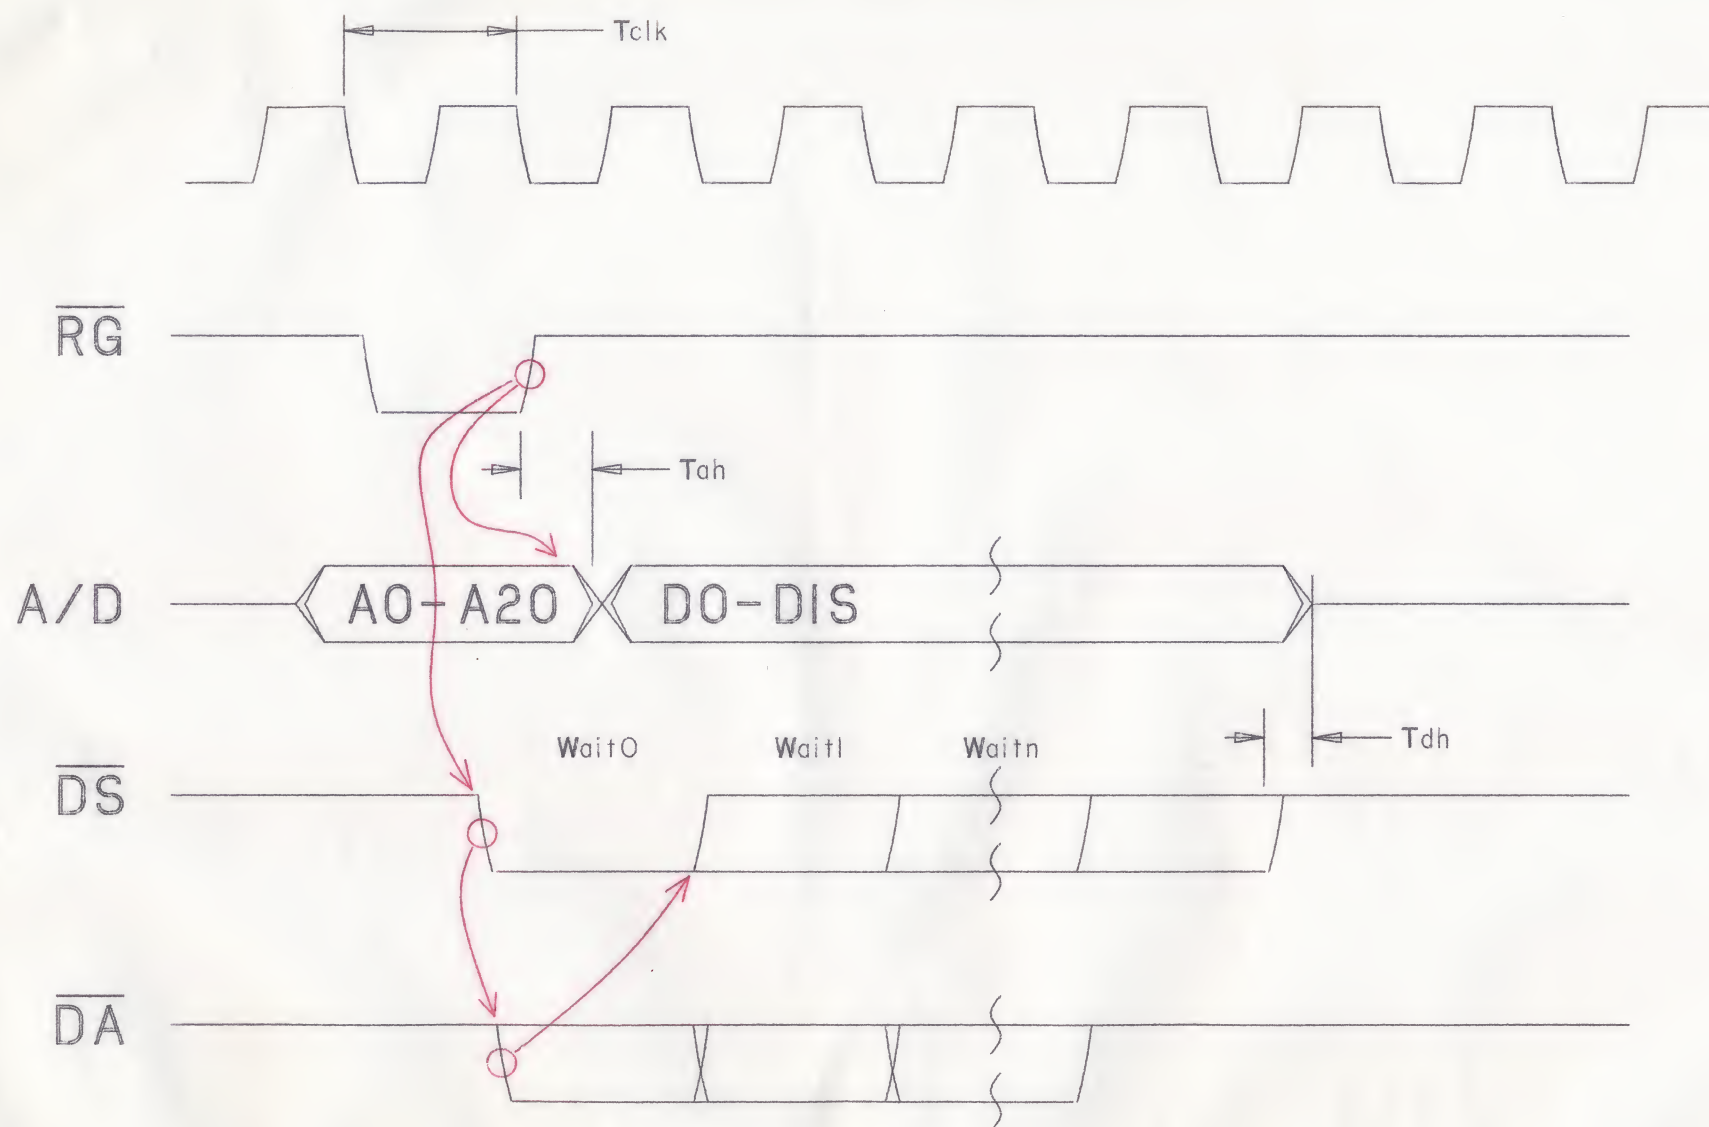 Tclk
RG
Tah
A/D
A0-A20
D0-D15
Wait0
Wait1
Waitn
Tdh
DS
DA